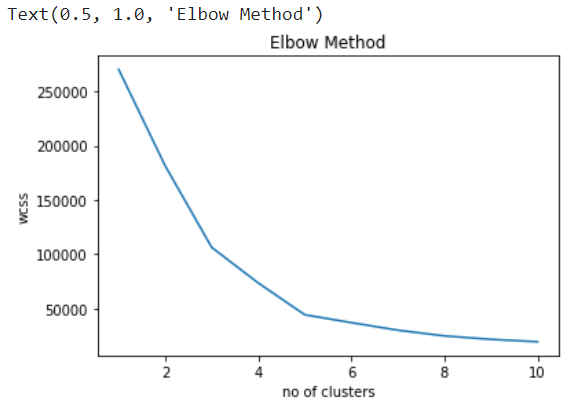 Text(0.5, 1.0, 'Elbow Method')
Elbow Method
250000
200000
150000
100000
50000
wcss
2 4 6 8 10
no of clusters